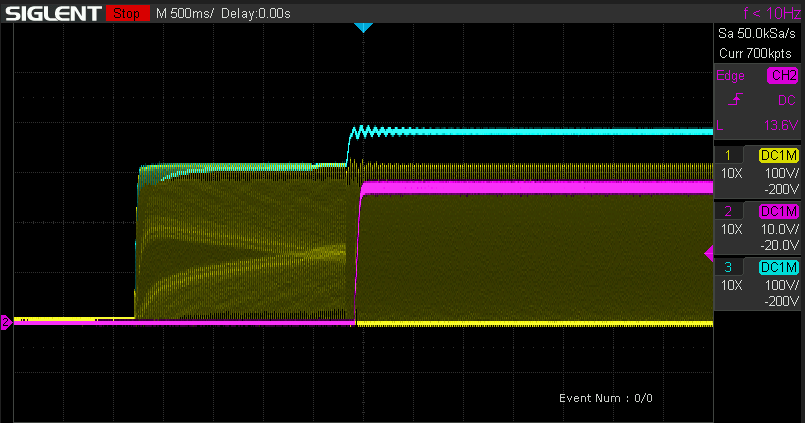 SIGLENT Stop M 500ms/ Delay:0.00s f < 10Hz
Sa 50.0kSa/s
Curr 700kpts
Edge CH2
DC
L 13.6V
1 DC1M
10X 100V/
-200V
2 DC1M
10X 10.0V/
-20.0V
3 DC1M
10X 100V/
-200V
2
Event Num : 0/0